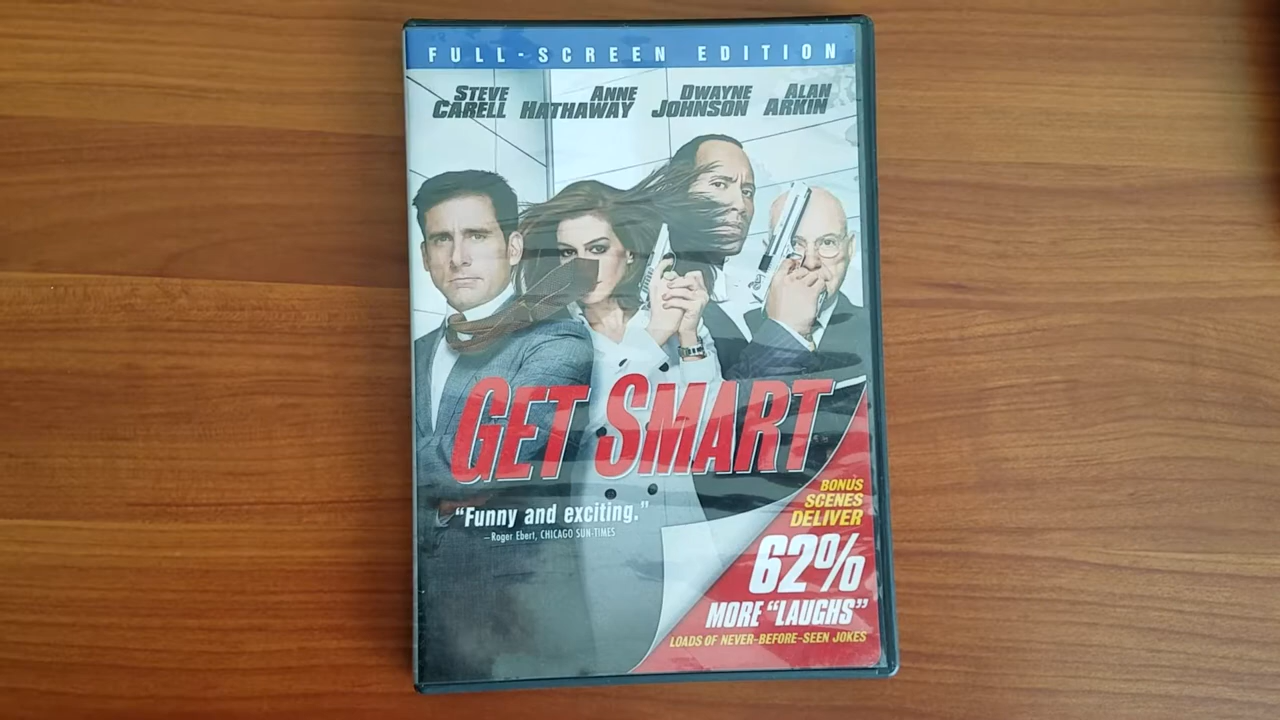 FULL-SCREEN EDITION
STEVE CARELL ANNE HATHAWAY DWAYNE JOHNSON ALAN ARKIN
GET SMART
"Funny and exciting."
—Roger Ebert, CHICAGO SUN-TIMES
BONUS
SCENES
DELIVER
62%
MORE "LAUGHS"
LOADS OF NEVER-BEFORE-SEEN JOKES